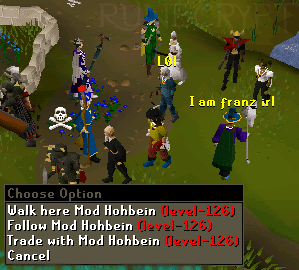 LOl
I am franz irl
Choose Option
Walk here Mod Hohbein (level-126)
Follow Mod Hohbein (level-126)
Trade with Mod Hohbein (level-126)
Cancel